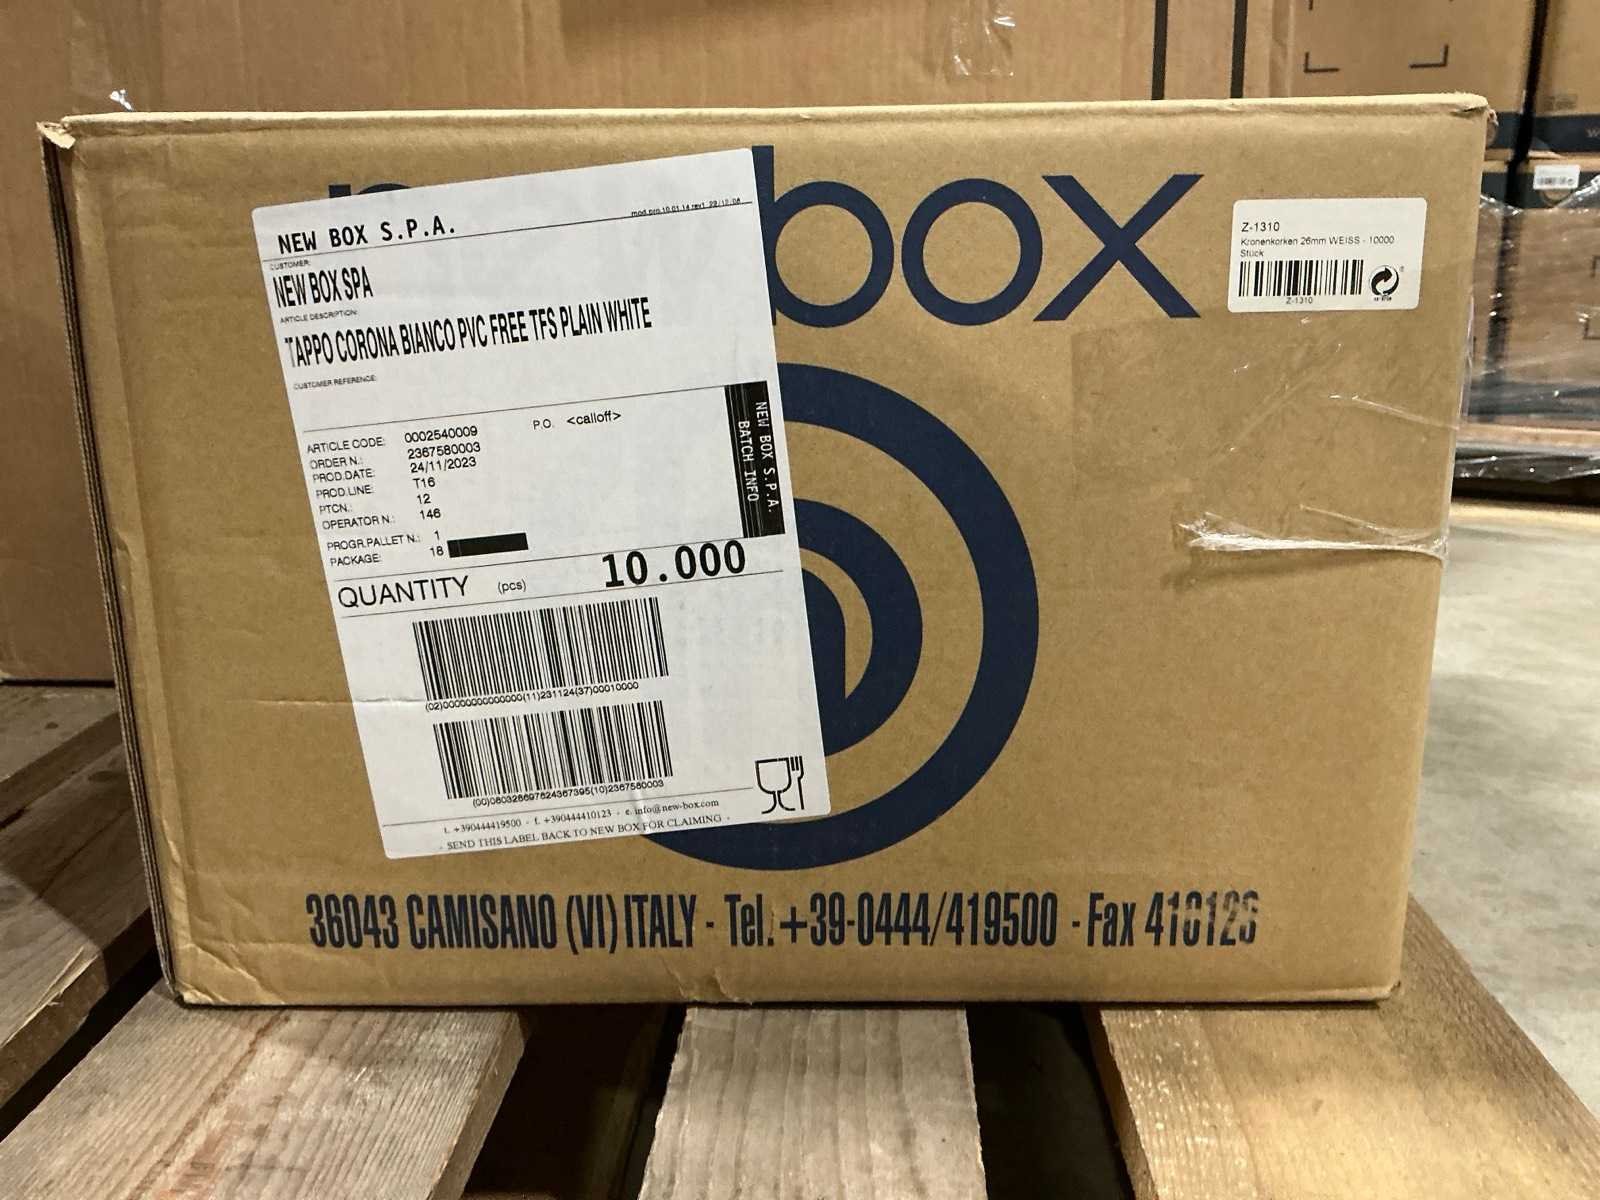 box
NEW BOX S.P.A.
mod.pro.10.01.14 rev1 22/12.08
CUSTOMER:
NEW BOX SPA
ARTICLE DESCRIPTION:
TAPPO CORONA BIANCO PVC FREE TFS PLAIN WHITE
CUSTOMER REFERENCE:
ARTICLE CODE: 0002540009 P.O. <calloff>
ORDER N.: 2367580003
PROD.DATE: 24/11/2023
PROD.LINE: T16
PTCN.: 12
OPERATOR N.: 146
PROGR.PALLET N.: 1
PACKAGE: 18
NEW BOX S.P.A.
BATCH INFO
QUANTITY (pcs) 10.000
(02)00000000000000(11)231124(37)00010000
(00)080328697624367395(10)2367580003
t. +390444419500 - f. +390444410123 - e. info@new-box.com
- SEND THIS LABEL BACK TO NEW BOX FOR CLAIMING -
Z-1310
Kronenkorken 26mm WEISS - 10000
Stück
Z-1310
36043 CAMISANO (VI) ITALY - Tel. +39-0444/419500 - Fax 410123